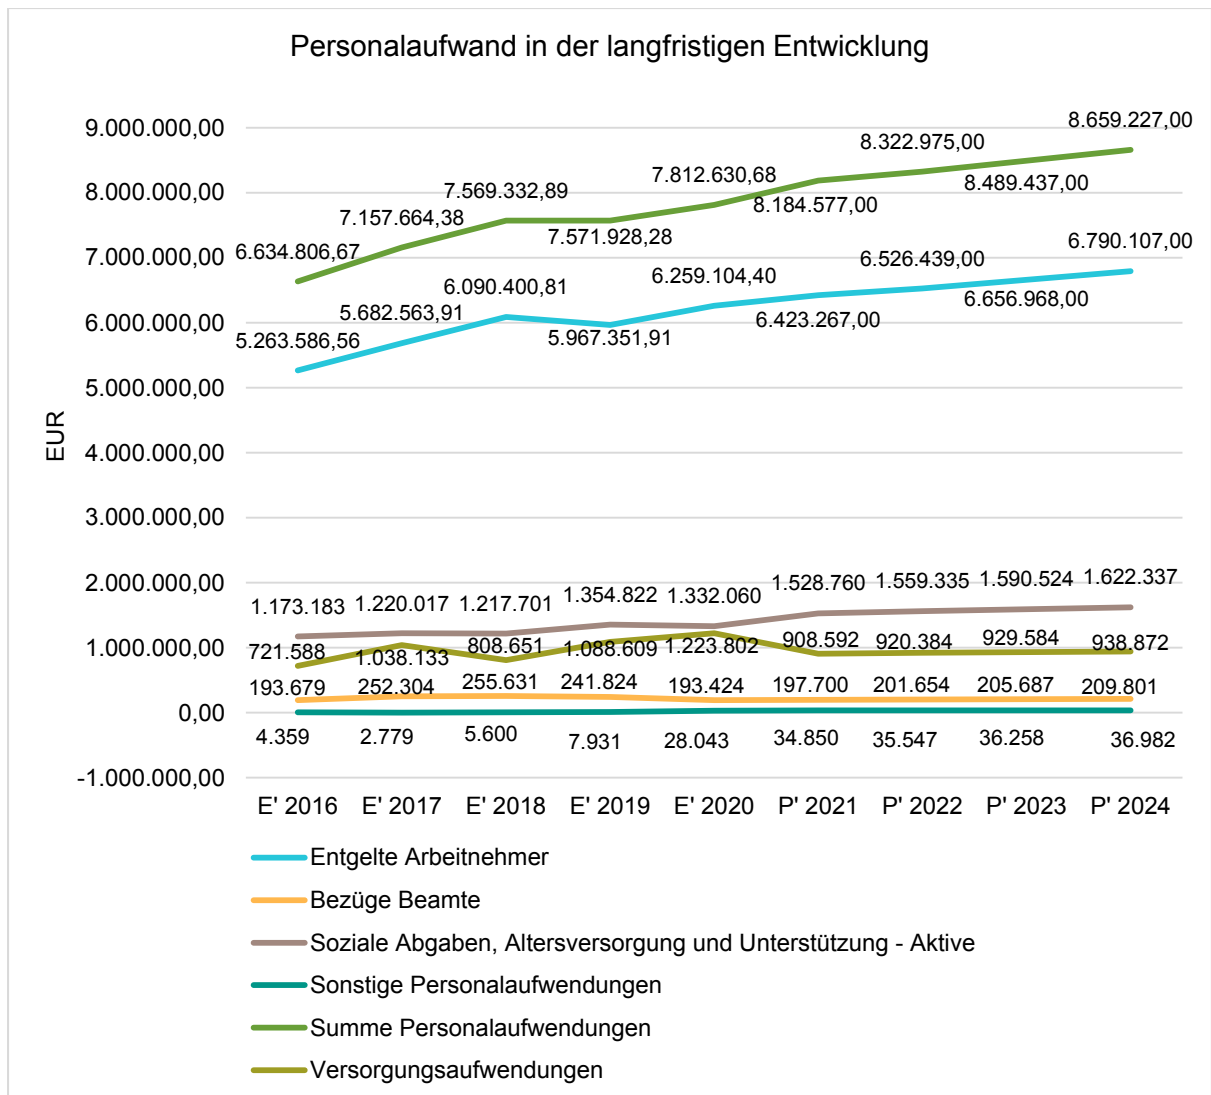 Personalaufwand in der langfristigen Entwicklung
EUR
9.000.000,00
8.000.000,00
7.000.000,00
6.000.000,00
5.000.000,00
4.000.000,00
3.000.000,00
2.000.000,00
1.000.000,00
0,00
-1.000.000,00
6.634.806,67 7.157.664,38 7.569.332,89 7.571.928,28 7.812.630,68 8.184.577,00 8.322.975,00 8.489.437,00 8.659.227,00
5.263.586,56 5.682.563,91 6.090.400,81 5.967.351,91 6.259.104,40 6.423.267,00 6.526.439,00 6.656.968,00 6.790.107,00
1.173.183 1.220.017 1.217.701 1.354.822 1.332.060 1.528.760 1.559.335 1.590.524 1.622.337
721.588 1.038.133 808.651 1.088.609 1.223.802 908.592 920.384 929.584 938.872
193.679 252.304 255.631 241.824 193.424 197.700 201.654 205.687 209.801
4.359 2.779 5.600 7.931 28.043 34.850 35.547 36.258 36.982
E' 2016 E' 2017 E' 2018 E' 2019 E' 2020 P' 2021 P' 2022 P' 2023 P' 2024
Entgelte Arbeitnehmer
Bezüge Beamte
Soziale Abgaben, Altersversorgung und Unterstützung - Aktive
Sonstige Personalaufwendungen
Summe Personalaufwendungen
Versorgungsaufwendungen